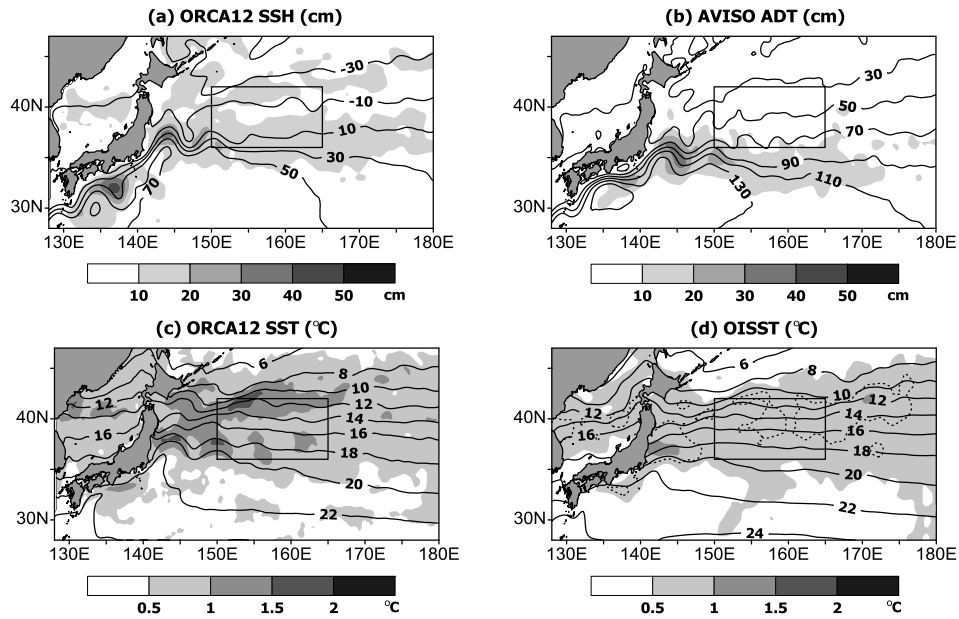 (a) ORCA12 SSH (cm)
(b) AVISO ADT (cm)
40N
30N
-30
-10
10
30
50
70
130E 140E 150E 160E 170E 180E
10 20 30 40 50 cm
40N
30N
30
50
70
90
110
130
130E 140E 150E 160E 170E 180E
10 20 30 40 50 cm
(c) ORCA12 SST (°C)
(d) OISST (°C)
40N
30N
6
8
10
12
12
14
16
16
18
20
22
130E 140E 150E 160E 170E 180E
0.5 1 1.5 2 °C
40N
30N
6
8
10
12
12
14
16
16
18
20
22
24
130E 140E 150E 160E 170E 180E
0.5 1 1.5 2 °C